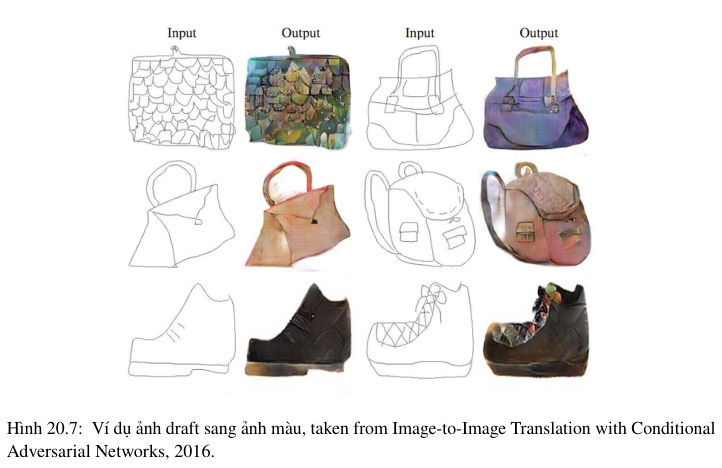 Input Output Input Output
Hình 20.7: Ví dụ ảnh draft sang ảnh màu, taken from Image-to-Image Translation with Conditional
Adversarial Networks, 2016.